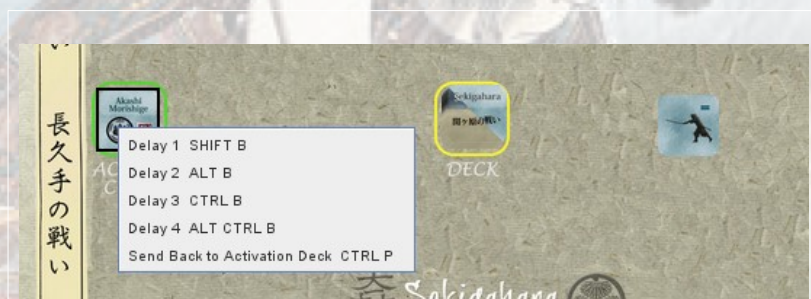 い
長久手の戦い
Akashi
Morishige
Delay 1 SHIFT B
Delay 2 ALT B
Delay 3 CTRL B
Delay 4 ALT CTRL B
Send Back to Activation Deck CTRL P
Sekigahara
関ヶ原の戦い
DECK
Sekigahara